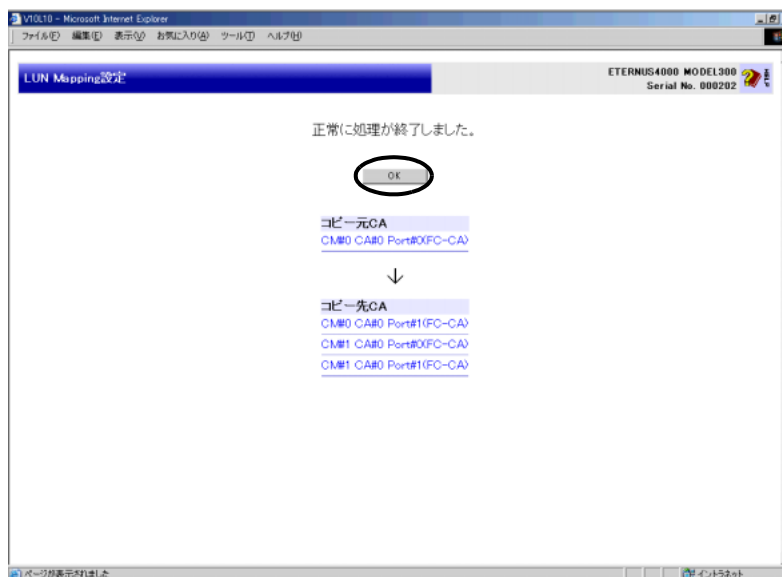 V10L10 - Microsoft Internet Explorer
ファイル(F) 編集(E) 表示(V) お気に入り(A) ツール(T) ヘルプ(H)
LUN Mapping設定
ETERNUS4000 MODEL300
Serial No. 000202
HELP
正常に処理が終了しました。
OK
コピー元CA
CM#0 CA#0 Port#0(FC-CA)
↓
コピー先CA
CM#0 CA#0 Port#1(FC-CA)
CM#1 CA#0 Port#0(FC-CA)
CM#1 CA#0 Port#1(FC-CA)
ページが表示されました
イントラネット